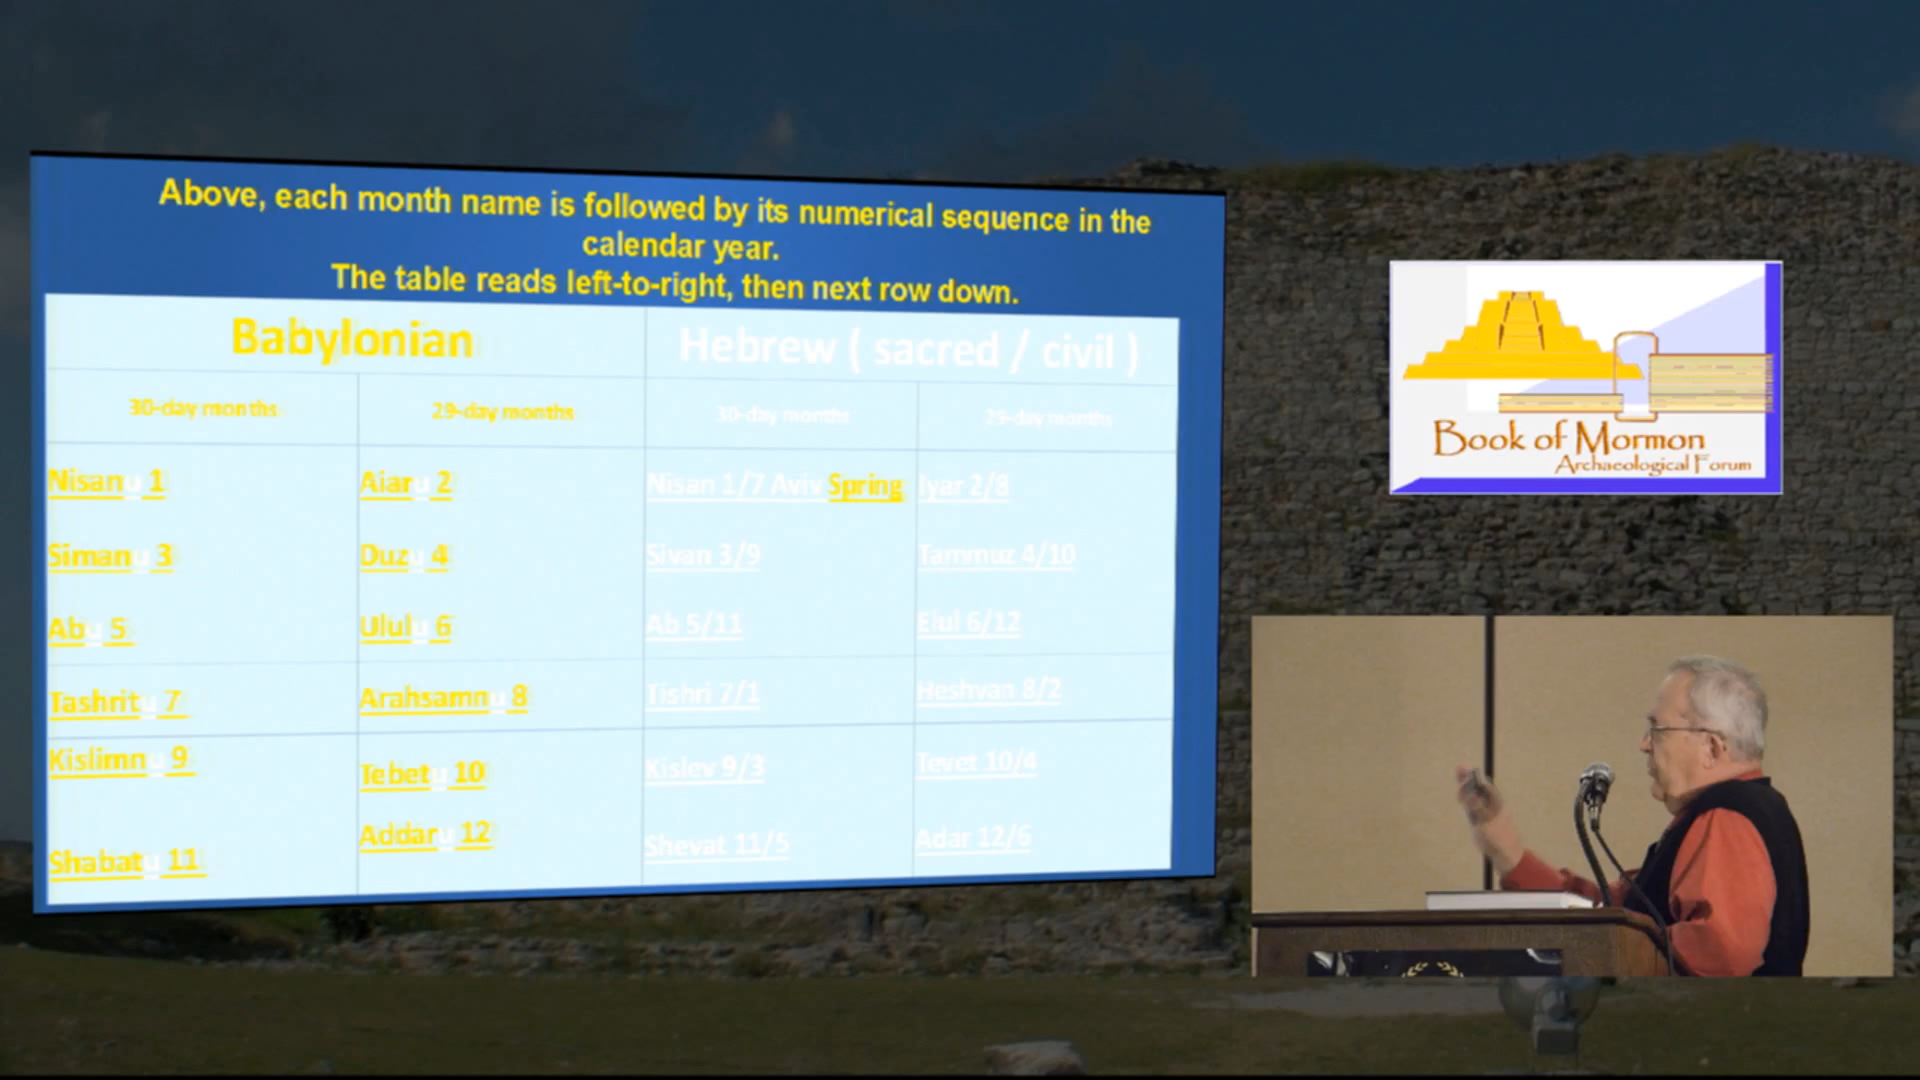 Above, each month name is followed by its numerical sequence in the
calendar year.
The table reads left-to-right, then next row down.
Babylonian Hebrew ( sacred / civil )
30-day months 29-day months 30-day months 29-day months
Nisanu 1 Aiaru 2 Nisan 1/7 Aviv Spring Iyar 2/8
Simanu 3 Duzu 4 Sivan 3/9 Tammuz 4/10
Abu 5 Ululu 6 Ab 5/11 Elul 6/12
Tashritu 7 Arahsamnu 8 Tishri 7/1 Heshvan 8/2
Kislimnu 9 Tebetu 10 Kislev 9/3 Tevet 10/4
Shabatu 11 Addaru 12 Shevat 11/5 Adar 12/6
Book of Mormon
Archaeological Forum